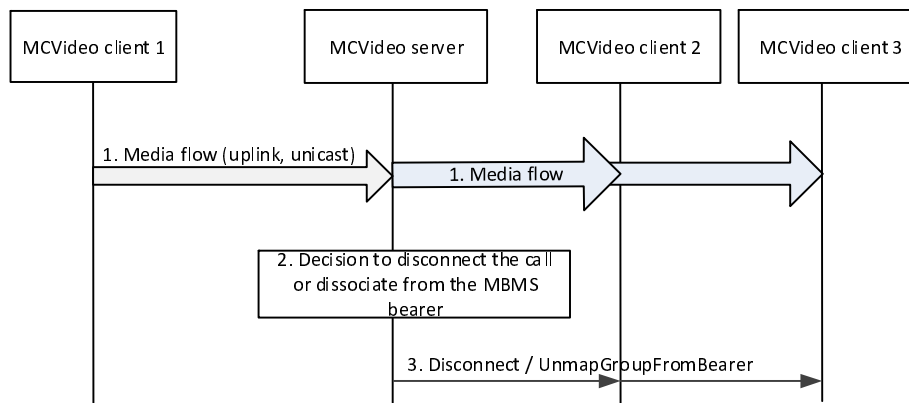 MCVideo client 1
MCVideo server
MCVideo client 2
MCVideo client 3
1. Media flow (uplink, unicast)
1. Media flow
2. Decision to disconnect the call
or dissociate from the MBMS
bearer
3. Disconnect / UnmapGroupFromBearer